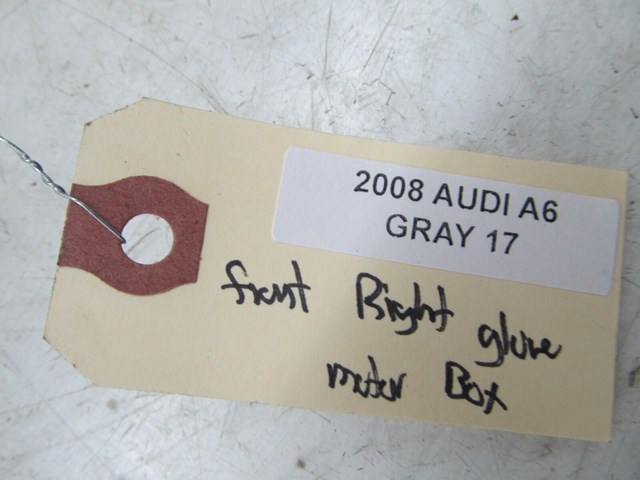 2008 AUDI A6
GRAY 17
front Right glove
motor Box